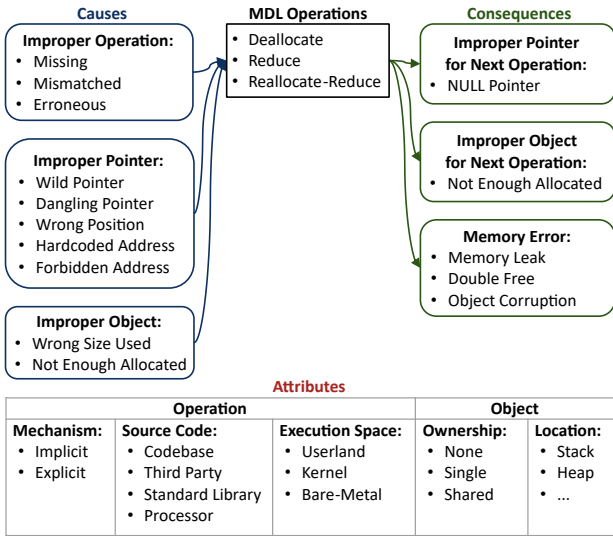 Causes
Improper Operation:
• Missing
• Mismatched
• Erroneous
Improper Pointer:
• Wild Pointer
• Dangling Pointer
• Wrong Position
• Hardcoded Address
• Forbidden Address
Improper Object:
• Wrong Size Used
• Not Enough Allocated
MDL Operations
• Deallocate
• Reduce
• Reallocate-Reduce
Consequences
Improper Pointer
for Next Operation:
• NULL Pointer
Improper Object
for Next Operation:
• Not Enough Allocated
Memory Error:
• Memory Leak
• Double Free
• Object Corruption
Attributes
Operation
Object
Mechanism:
• Implicit
• Explicit
Source Code:
• Codebase
• Third Party
• Standard Library
• Processor
Execution Space:
• Userland
• Kernel
• Bare-Metal
Ownership:
• None
• Single
• Shared
Location:
• Stack
• Heap
• ...